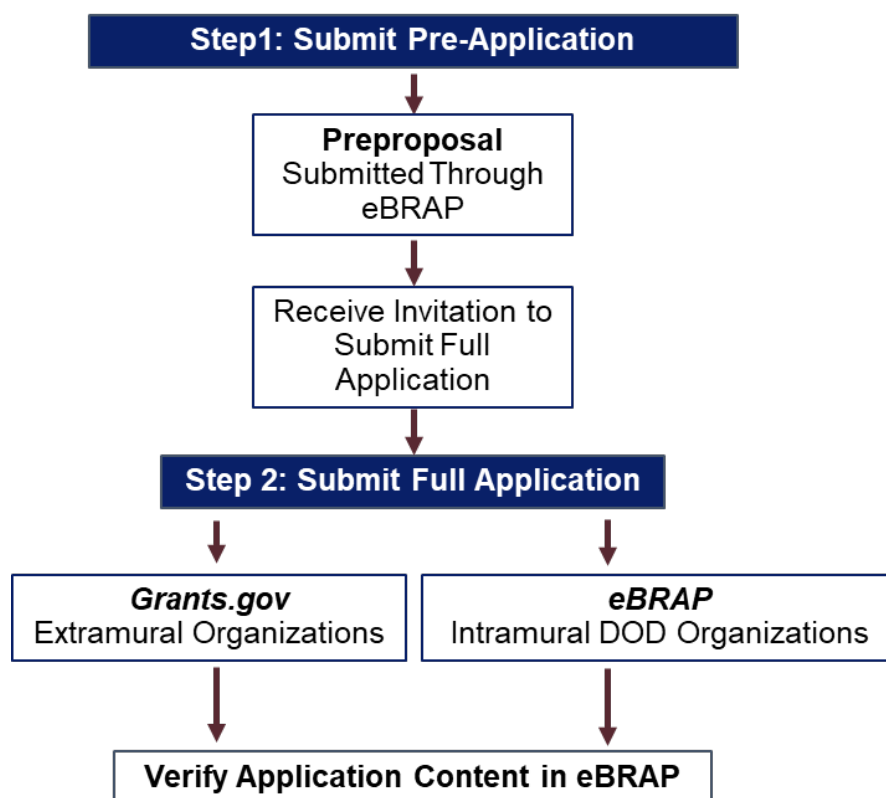 Step1: Submit Pre-Application
Preproposal
Submitted Through
eBRAP
Receive Invitation to
Submit Full
Application
Step 2: Submit Full Application
Grants.gov
Extramural Organizations
eBRAP
Intramural DOD Organizations
Verify Application Content in eBRAP